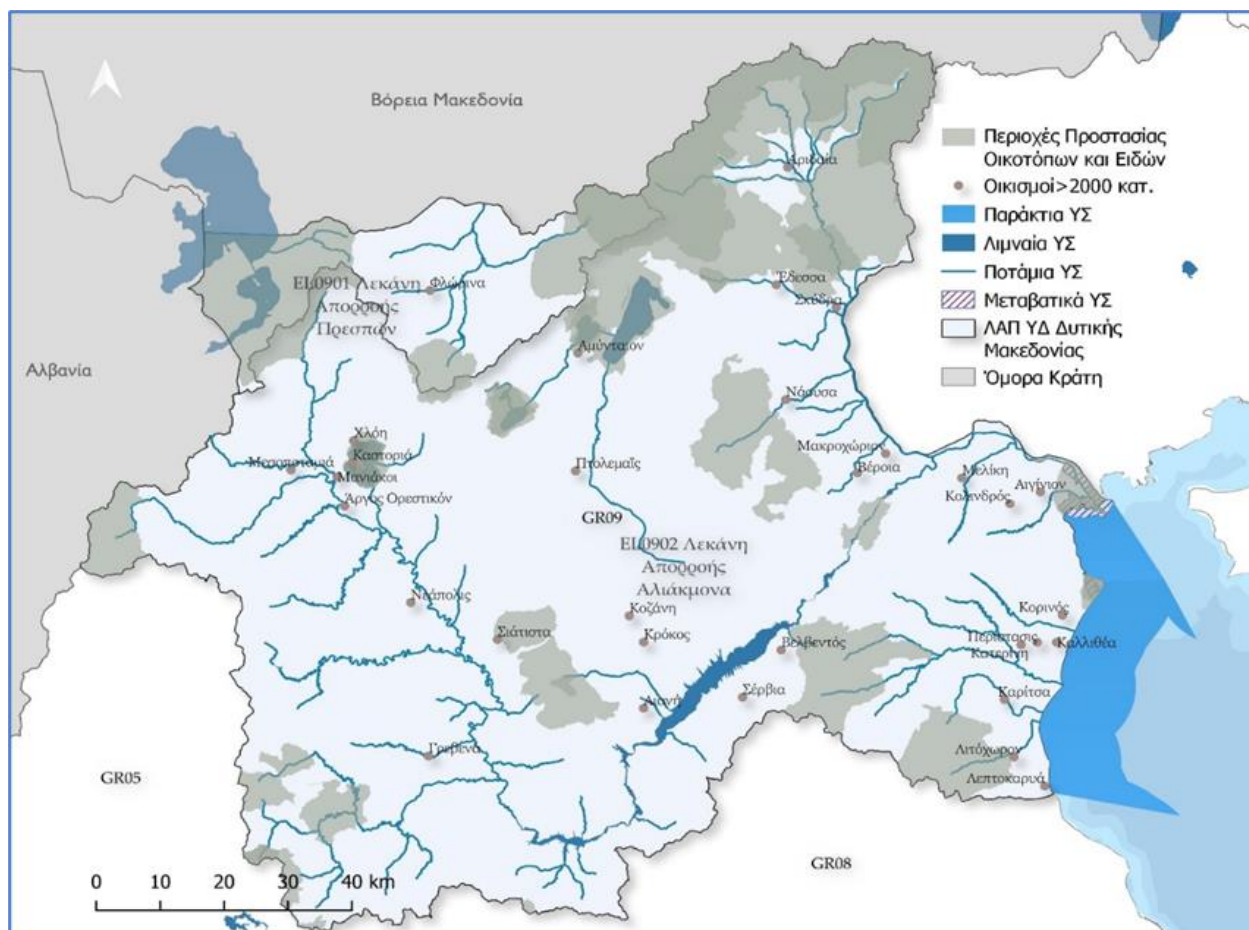 Βόρεια Μακεδονία
Αλβανία
Περιοχές Προστασίας
Οικοτόπων και Ειδών
Οικισμοί>2000 κατ.
Παράκτια ΥΣ
Λιμναία ΥΣ
Ποτάμια ΥΣ
Μεταβατικά ΥΣ
ΛΑΠ ΥΔ Δυτικής
Μακεδονίας
Όμορα Κράτη
Αριδαία
EL0901 Λεκάνη
Απορροής
Πρεσπών
Φλώρινα
Έδεσσα
Σκύδρα
Αμύνταιον
Νάουσα
Χλόη
Καστοριά
Μεσοποταμιά
Μανιάκοι
Άργος Ορεστικόν
Πτολεμαΐς
Μακροχώριον
Βέροια
Μελίκη
Αιγίνιον
Κολινδρός
GR09
EL0902 Λεκάνη
Απορροής
Αλιάκμονα
Νεάπολις
Κοζάνη
Κρόκος
Σιάτιστα
Βελβεντός
Κορινός
Περίστασις
Καλλιθέα
Κατερίνη
Σέρβια
Αιανή
Καρίτσα
Γρεβενά
Λιτόχωρον
Λεπτοκαρυά
GR05
GR08
0 10 20 30 40 km